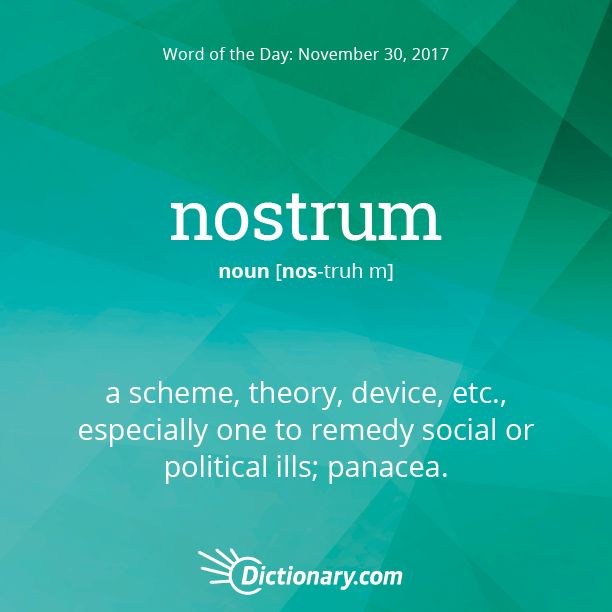 Word of the Day: November 30, 2017
nostrum
noun [nos-truh m]
a scheme, theory, device, etc.,
especially one to remedy social or
political ills; panacea.
Dictionary.com